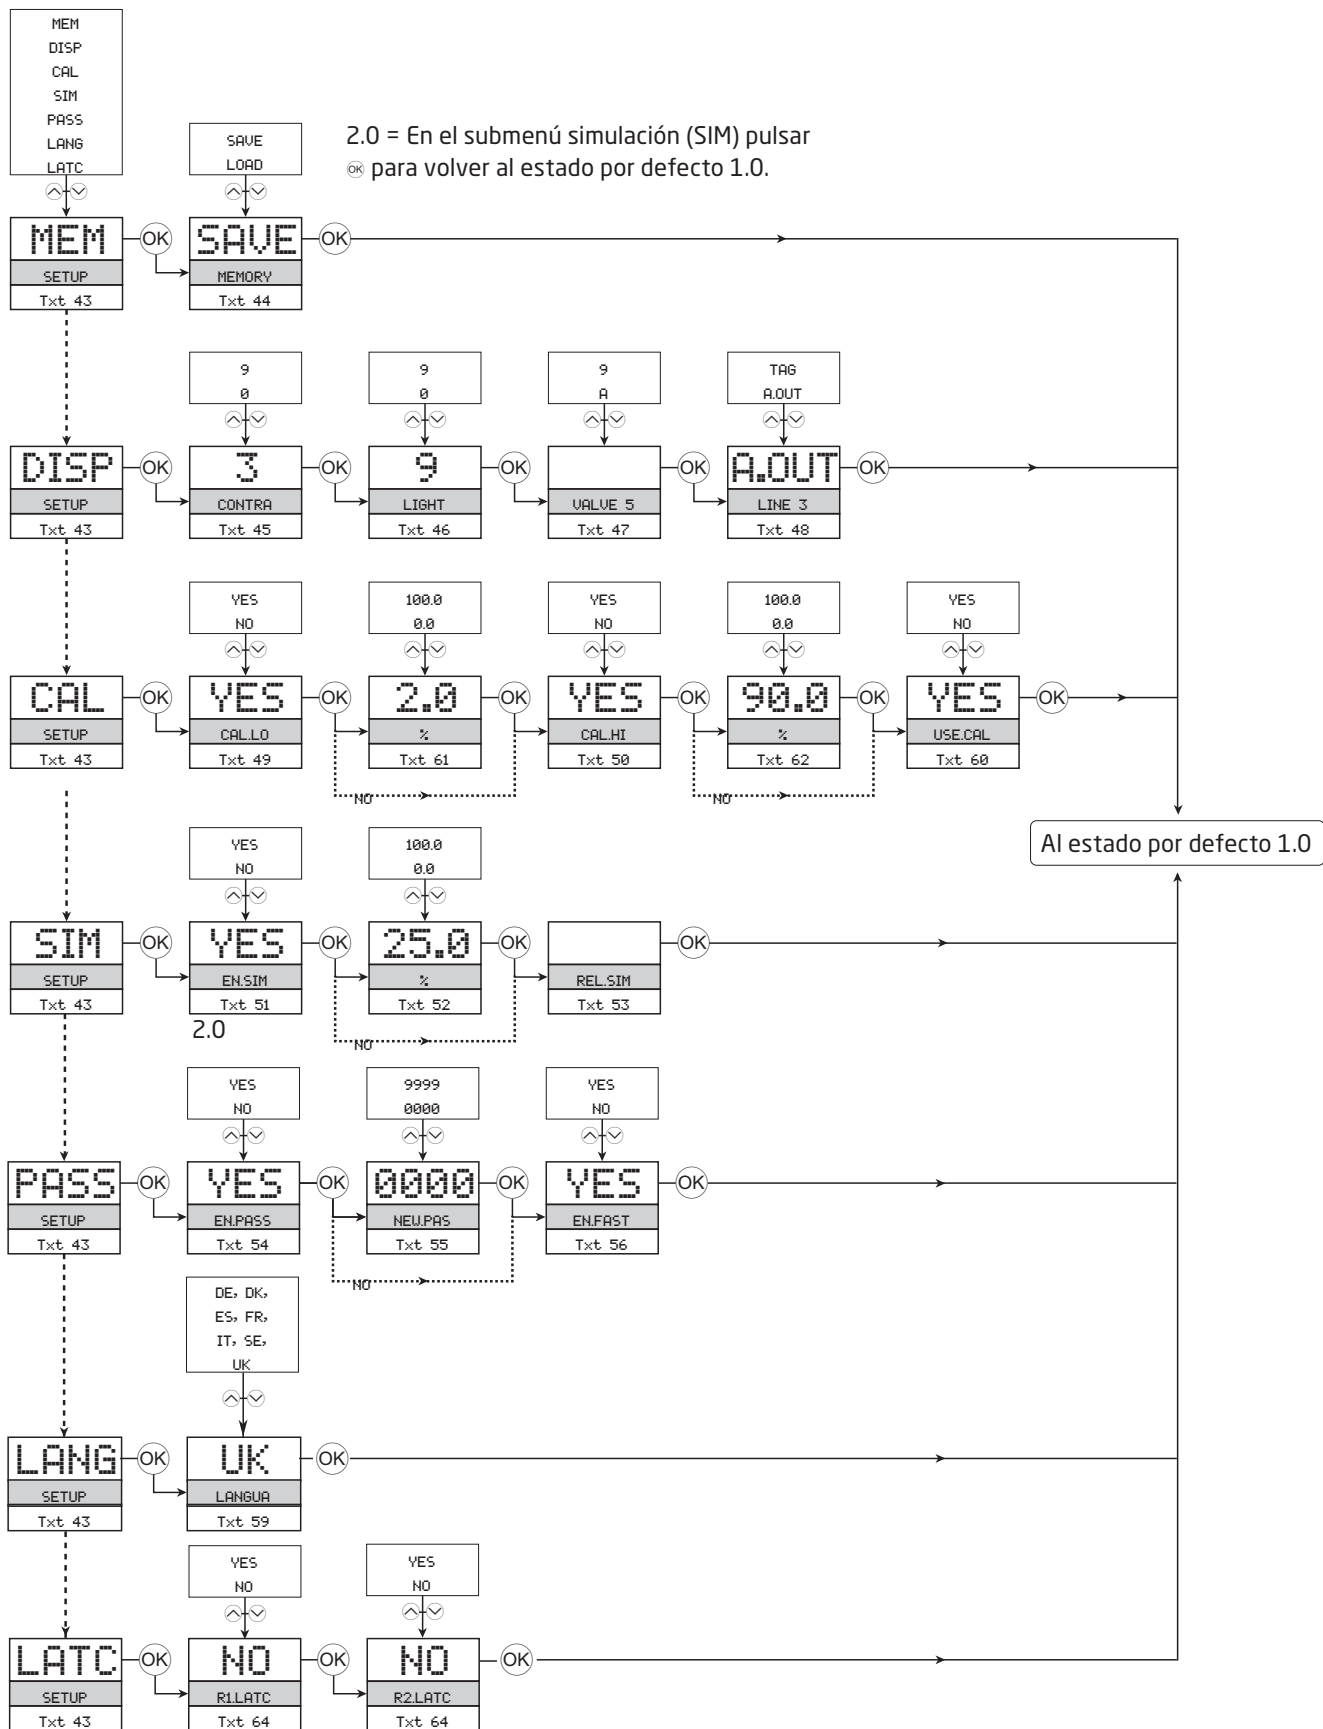 MEM
DISP
CAL
SIM
PASS
LANG
LATC
SAVE
LOAD
2.0 = En el submenú simulación (SIM) pulsar
OK para volver al estado por defecto 1.0.
MEM
OK
SAVE
OK
SETUP
MEMORY
Txt 43
Txt 44
9
0
9
0
9
A
TAG
A.OUT
DISP
OK
3
OK
9
OK
OK
A.OUT
OK
SETUP
CONTRA
LIGHT
VALVE 5
LINE 3
Txt 43
Txt 45
Txt 46
Txt 47
Txt 48
YES
NO
100.0
0.0
YES
NO
100.0
0.0
YES
NO
CAL
OK
YES
OK
2.0
OK
YES
OK
90.0
OK
YES
OK
SETUP
CAL.LO
%
CAL.HI
%
USE.CAL
Txt 43
Txt 49
Txt 61
Txt 50
Txt 62
Txt 60
NO
NO
Al estado por defecto 1.0
YES
NO
100.0
0.0
SIM
OK
YES
OK
25.0
OK
OK
SETUP
EN.SIM
%
REL.SIM
Txt 43
Txt 51
Txt 52
Txt 53
2.0
NO
YES
NO
9999
0000
YES
NO
PASS
OK
YES
OK
0000
OK
YES
OK
SETUP
EN.PASS
NEW.PAS
EN.FAST
Txt 43
Txt 54
Txt 55
Txt 56
NO
DE, DK,
ES, FR,
IT, SE,
UK
LANG
OK
UK
OK
SETUP
LANGUA
Txt 43
Txt 59
YES
NO
YES
NO
LATC
OK
NO
OK
NO
OK
SETUP
R1.LATC
R2.LATC
Txt 43
Txt 64
Txt 64